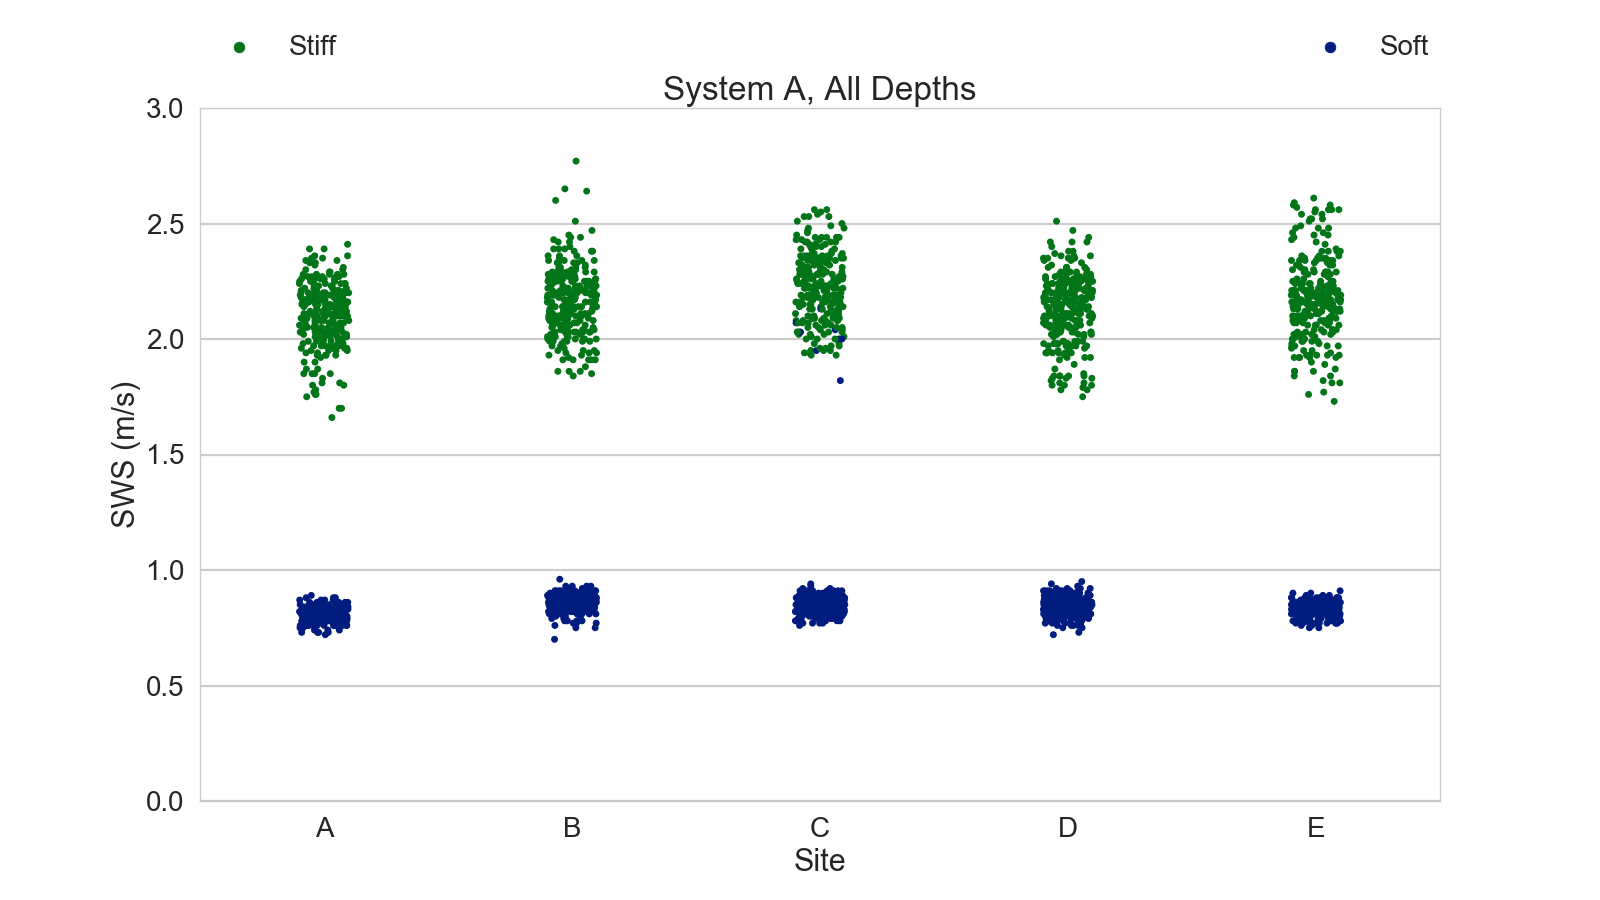 Stiff
Soft
System A, All Depths
3.0
2.5
2.0
1.5
1.0
0.5
0.0
SWS (m/s)
A B C D E
Site